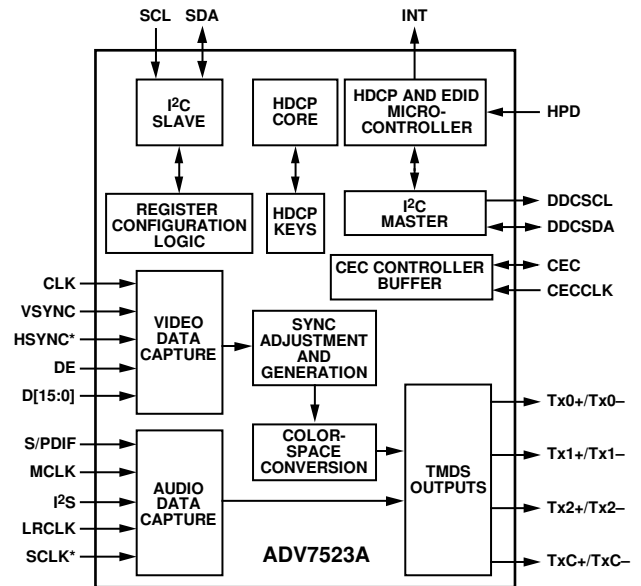 SCL SDA INT
I²C
SLAVE
HDCP
CORE
HDCP AND EDID
MICRO-
CONTROLLER
HPD
REGISTER
CONFIGURATION
LOGIC
HDCP
KEYS
I²C
MASTER
DDCSCL
DDCSDA
CEC CONTROLLER
BUFFER
CEC
CECCLK
CLK
VSYNC
HSYNC*
DE
D[15:0]
VIDEO
DATA
CAPTURE
SYNC
ADJUSTMENT
AND
GENERATION
COLOR-
SPACE
CONVERSION
TMDS
OUTPUTS
Tx0+/Tx0–
Tx1+/Tx1–
Tx2+/Tx2–
TxC+/TxC–
S/PDIF
MCLK
I²S
LRCLK
SCLK*
AUDIO
DATA
CAPTURE
ADV7523A